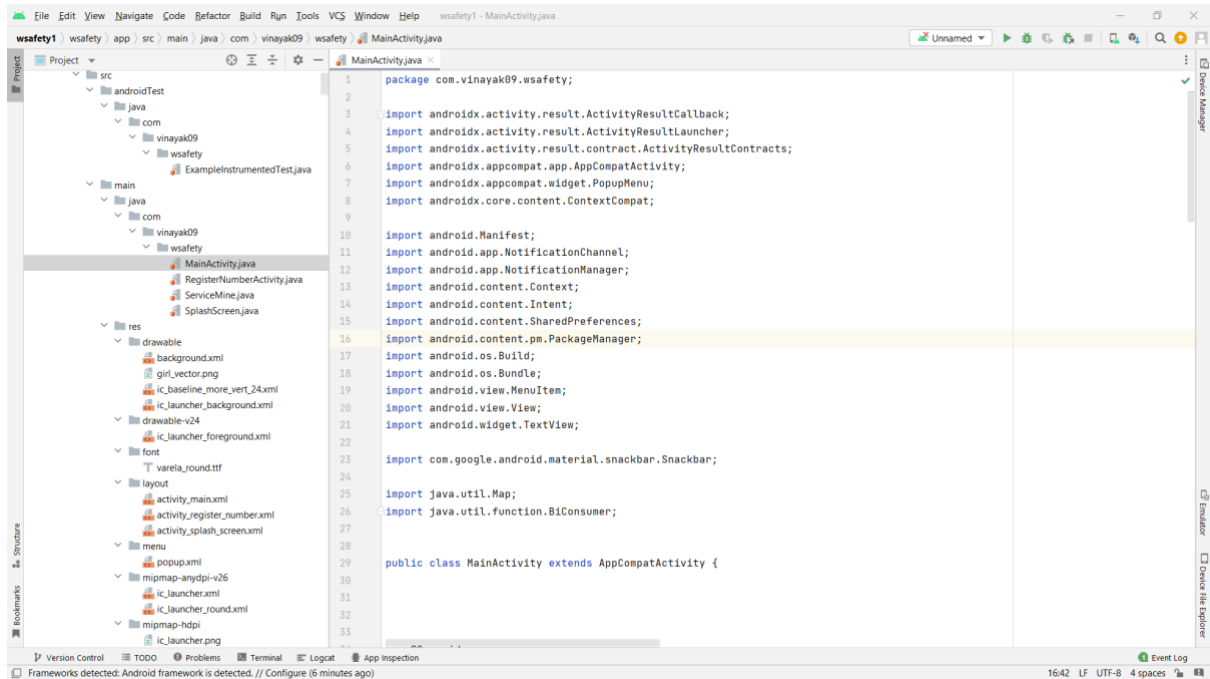 File Edit View Navigate Code Refactor Build Run Tools VCS Window Help wsafety1 - MainActivity.java
wsafety1 wsafety app src main java com vinayak09 wsafety MainActivity.java
Unnamed
Project
MainActivity.java
Project
src
androidTest
java
com
vinayak09
wsafety
ExampleInstrumentedTest.java
main
java
com
vinayak09
wsafety
MainActivity.java
RegisterNumberActivity.java
ServiceMine.java
SplashScreen.java
res
drawable
background.xml
girl_vector.png
ic_baseline_more_vert_24.xml
ic_launcher_background.xml
drawable-v24
ic_launcher_foreground.xml
font
varela_round.ttf
layout
activity_main.xml
activity_register_number.xml
activity_splash_screen.xml
menu
popup.xml
mipmap-anydpi-v26
ic_launcher.xml
ic_launcher_round.xml
mipmap-hdpi
ic_launcher.png
Structure
Bookmarks
1 package com.vinayak09.wsafety;
2
3 import androidx.activity.result.ActivityResultCallback;
4 import androidx.activity.result.ActivityResultLauncher;
5 import androidx.activity.result.contract.ActivityResultContracts;
6 import androidx.appcompat.app.AppCompatActivity;
7 import androidx.appcompat.widget.PopupMenu;
8 import androidx.core.content.ContextCompat;
9
10 import android.Manifest;
11 import android.app.NotificationChannel;
12 import android.app.NotificationManager;
13 import android.content.Context;
14 import android.content.Intent;
15 import android.content.SharedPreferences;
16 import android.content.pm.PackageManager;
17 import android.os.Build;
18 import android.os.Bundle;
19 import android.view.MenuItem;
20 import android.view.View;
21 import android.widget.TextView;
22
23 import com.google.android.material.snackbar.Snackbar;
24
25 import java.util.Map;
26 import java.util.function.BiConsumer;
27
28
29 public class MainActivity extends AppCompatActivity {
30
31
32
33
Device Manager
Emulator
Device File Explorer
Version Control TODO Problems Terminal Logcat App Inspection
1 Event Log
Frameworks detected: Android framework is detected. // Configure (6 minutes ago)
16:42 LF UTF-8 4 spaces